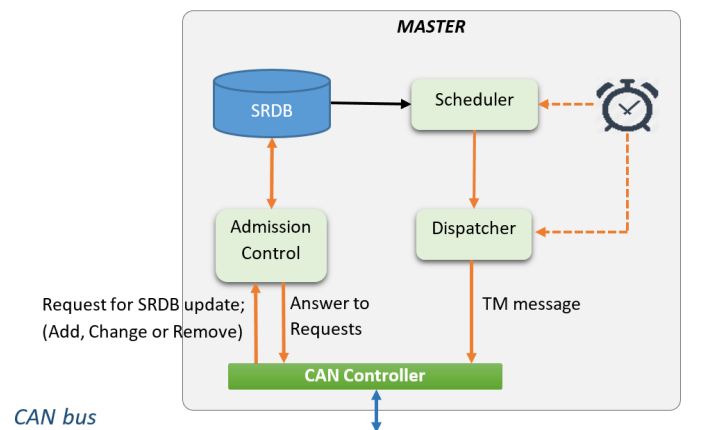 MASTER
SRDB
Scheduler
Admission
Control
Dispatcher
Request for SRDB update;
(Add, Change or Remove)
Answer to
Requests
TM message
CAN Controller
CAN bus